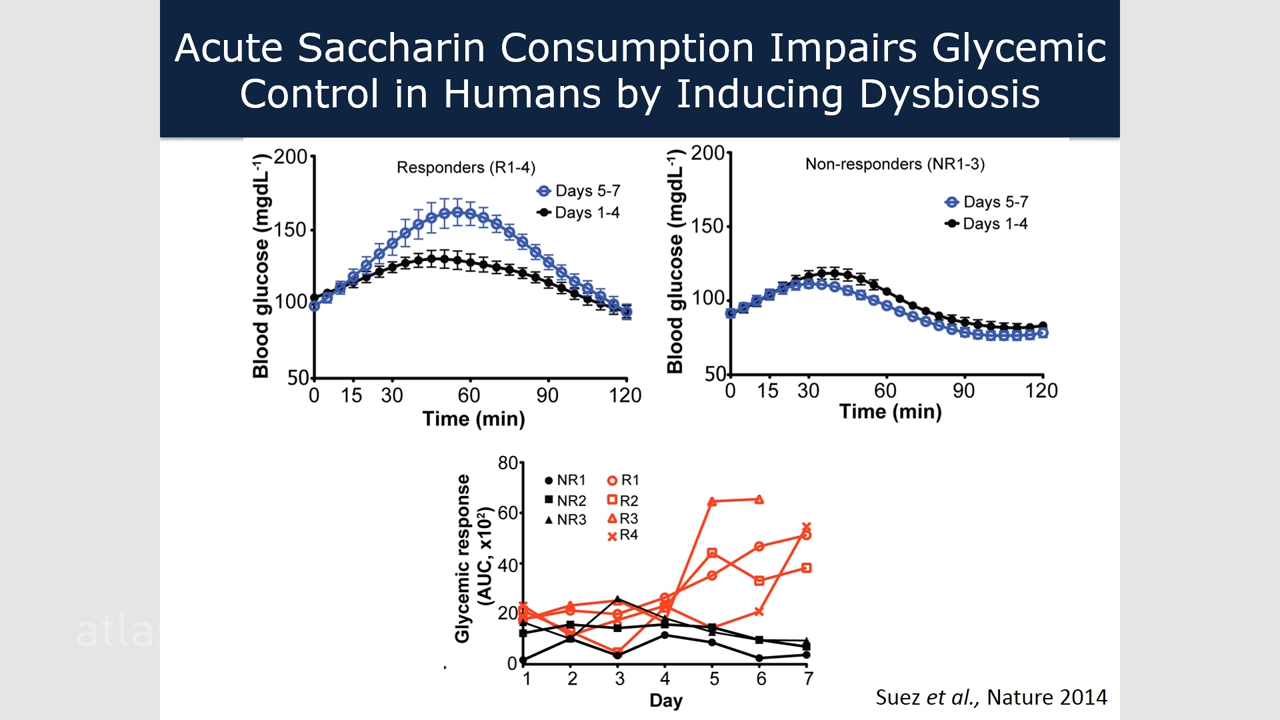 Acute Saccharin Consumption Impairs Glycemic
Control in Humans by Inducing Dysbiosis
Responders (R1-4)
Days 5-7
Days 1-4
Blood glucose (mgdL⁻¹)
200
150
100
50
0 15 30 60 90 120
Time (min)
Non-responders (NR1-3)
Days 5-7
Days 1-4
Blood glucose (mgdL⁻¹)
200
150
100
50
0 15 30 60 90 120
Time (min)
Glycemic response
(AUC, x10²)
80
60
40
20
0
NR1 R1
NR2 R2
NR3 R3
R4
1 2 3 4 5 6 7
Day
atlas
Suez et al., Nature 2014